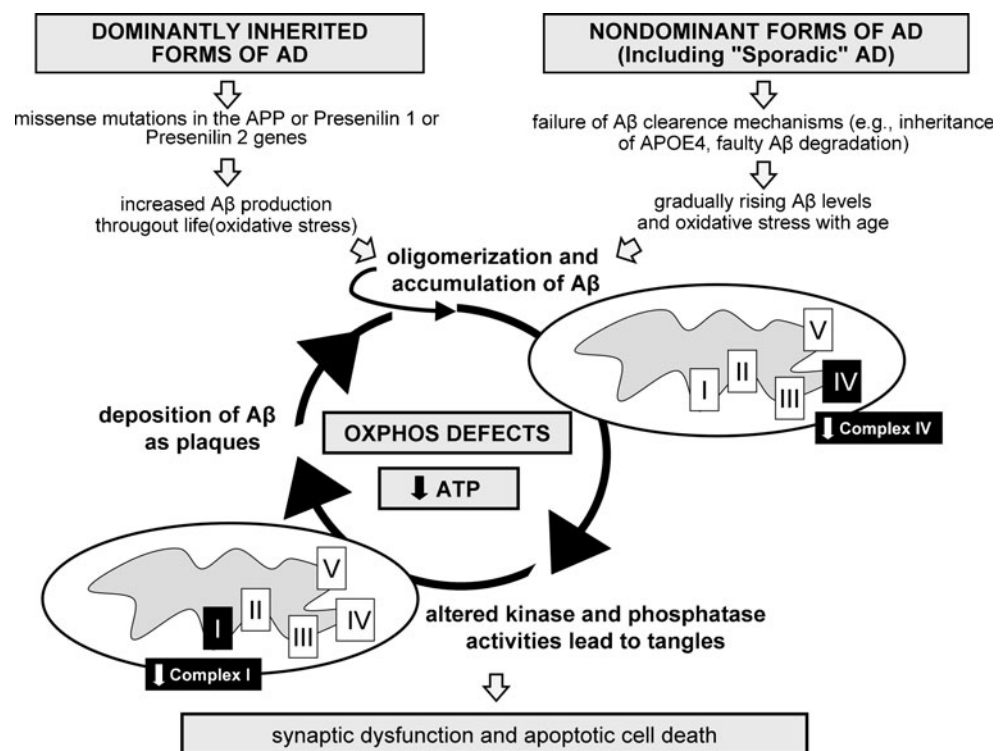 DOMINANTLY INHERITED
FORMS OF AD
NONDOMINANT FORMS OF AD
(Including "Sporadic" AD)
missense mutations in the APP or Presenilin 1 or
Presenilin 2 genes
failure of Aβ clearence mechanisms (e.g., inheritance
of APOE4, faulty Aβ degradation)
increased Aβ production
througout life(oxidative stress)
gradually rising Aβ levels
and oxidative stress with age
oligomerization and
accumulation of Aβ
I
II
III
IV
V
Complex IV
deposition of Aβ
as plaques
OXPHOS DEFECTS
ATP
I
II
III
IV
V
Complex I
altered kinase and phosphatase
activities lead to tangles
synaptic dysfunction and apoptotic cell death